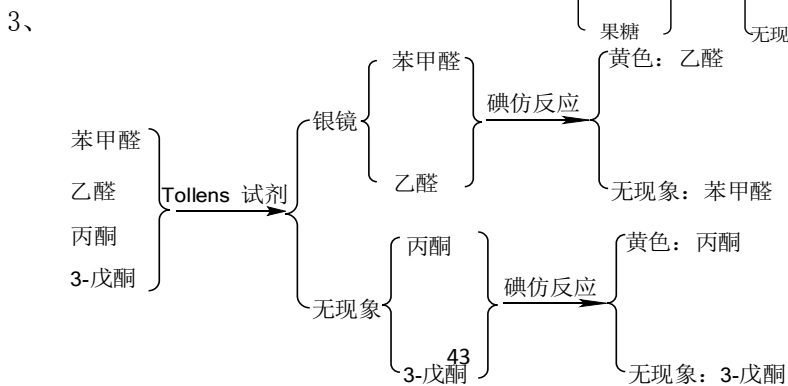 3、
果糖
无现
苯甲醛
乙醛
丙酮
3-戊酮
Tollens 试剂
银镜
苯甲醛
乙醛
碘仿反应
黄色：乙醛
无现象：苯甲醛
无现象
丙酮
3-戊酮
碘仿反应
黄色：丙酮
无现象：3-戊酮
43